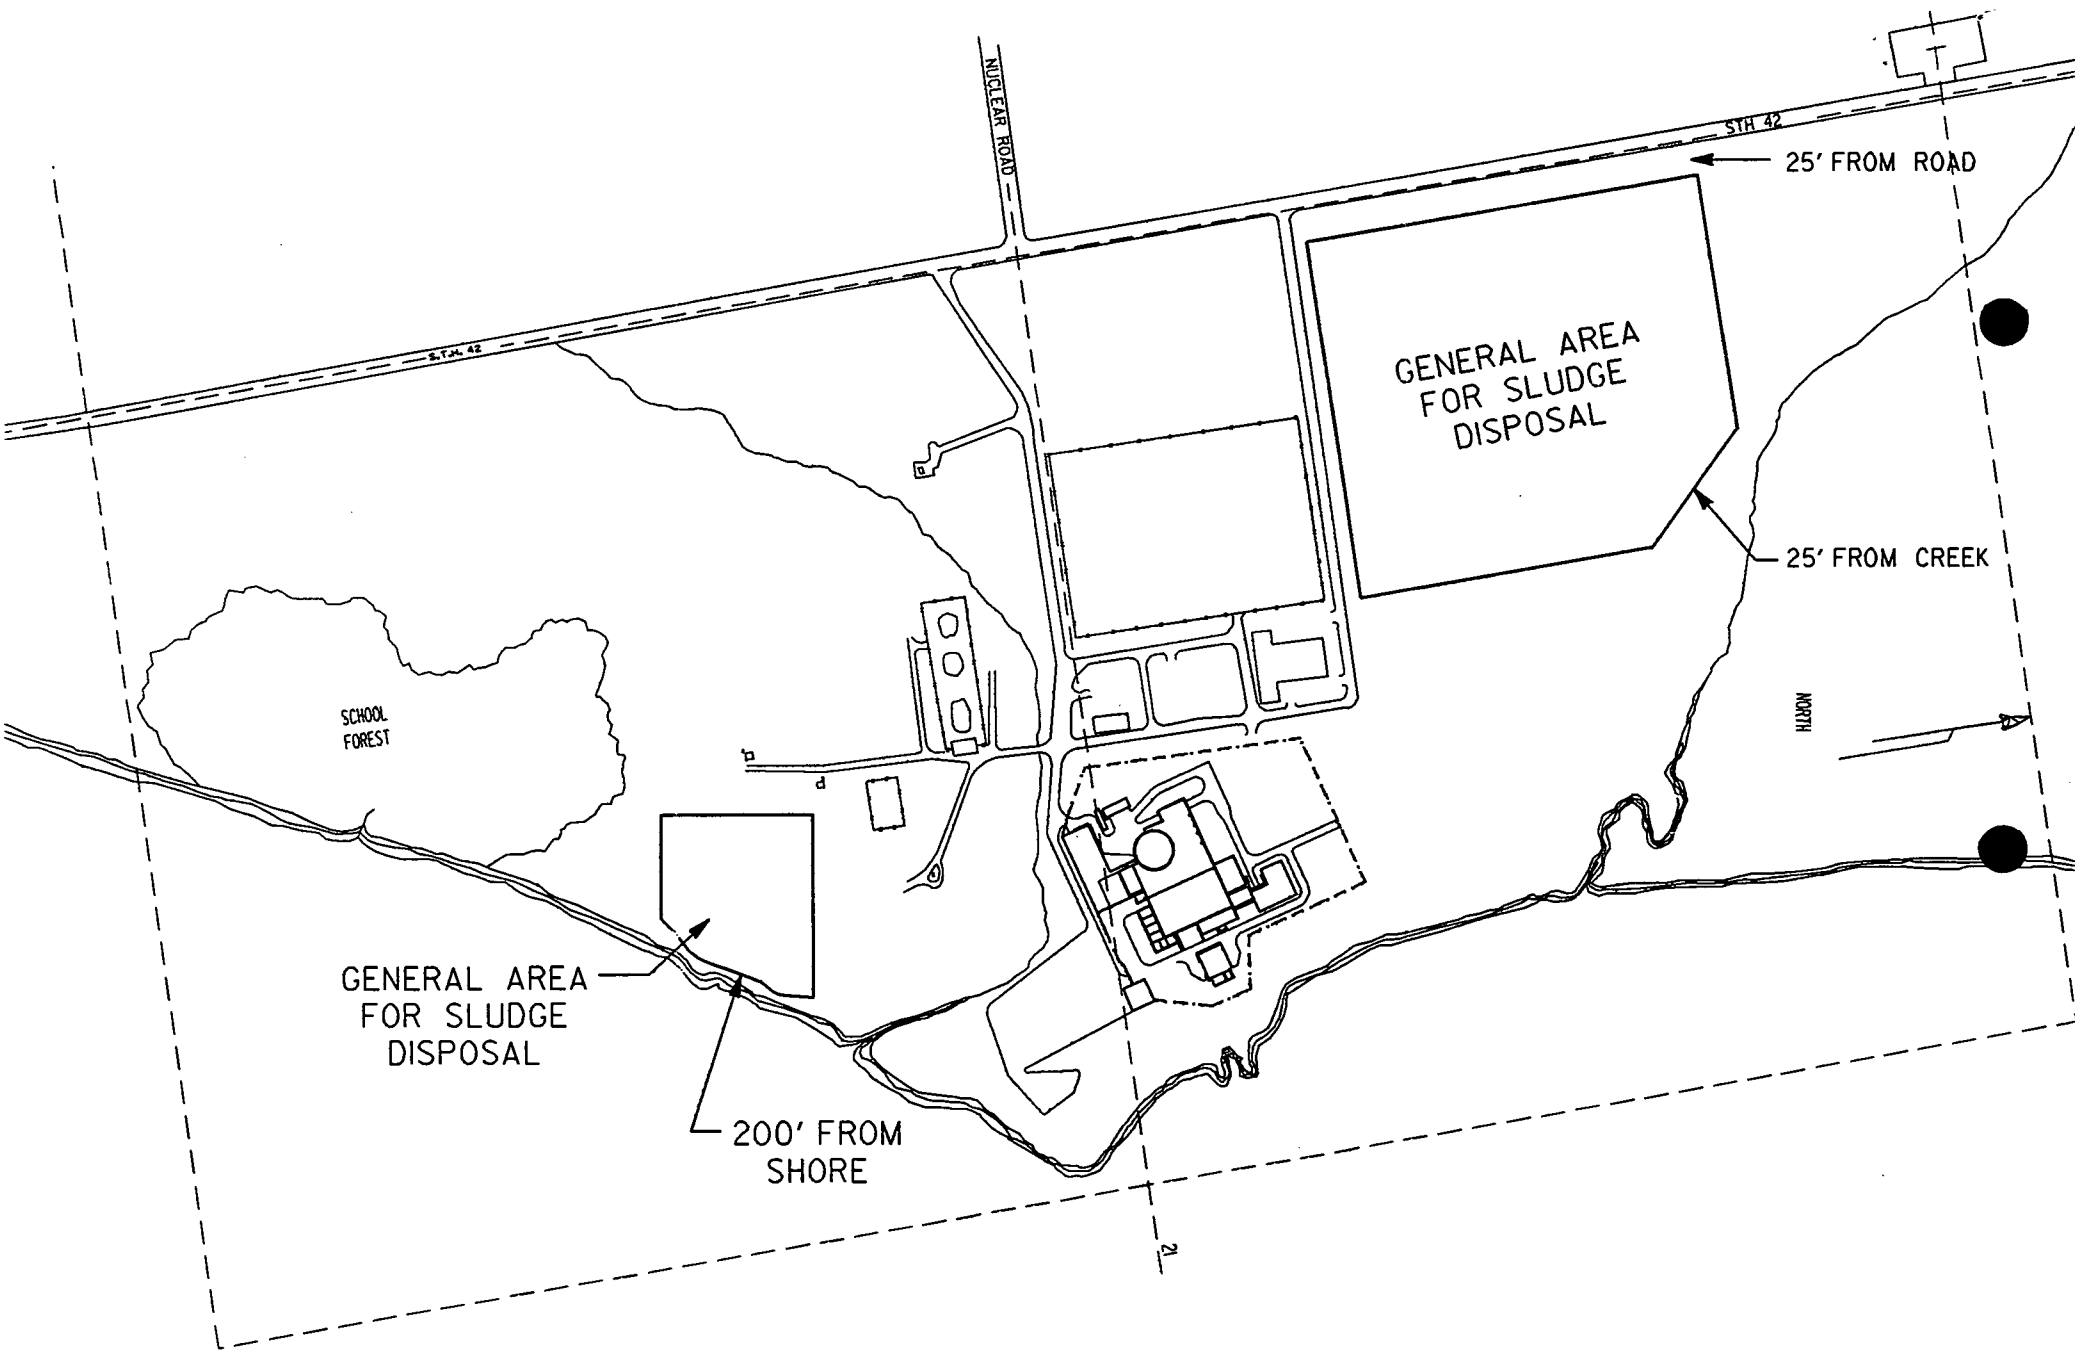 NUCLEAR ROAD
STH 42
25' FROM ROAD
S.T.H. 42
GENERAL AREA
FOR SLUDGE
DISPOSAL
25' FROM CREEK
SCHOOL
FOREST
NORTH
GENERAL AREA
FOR SLUDGE
DISPOSAL
200' FROM
SHORE
21